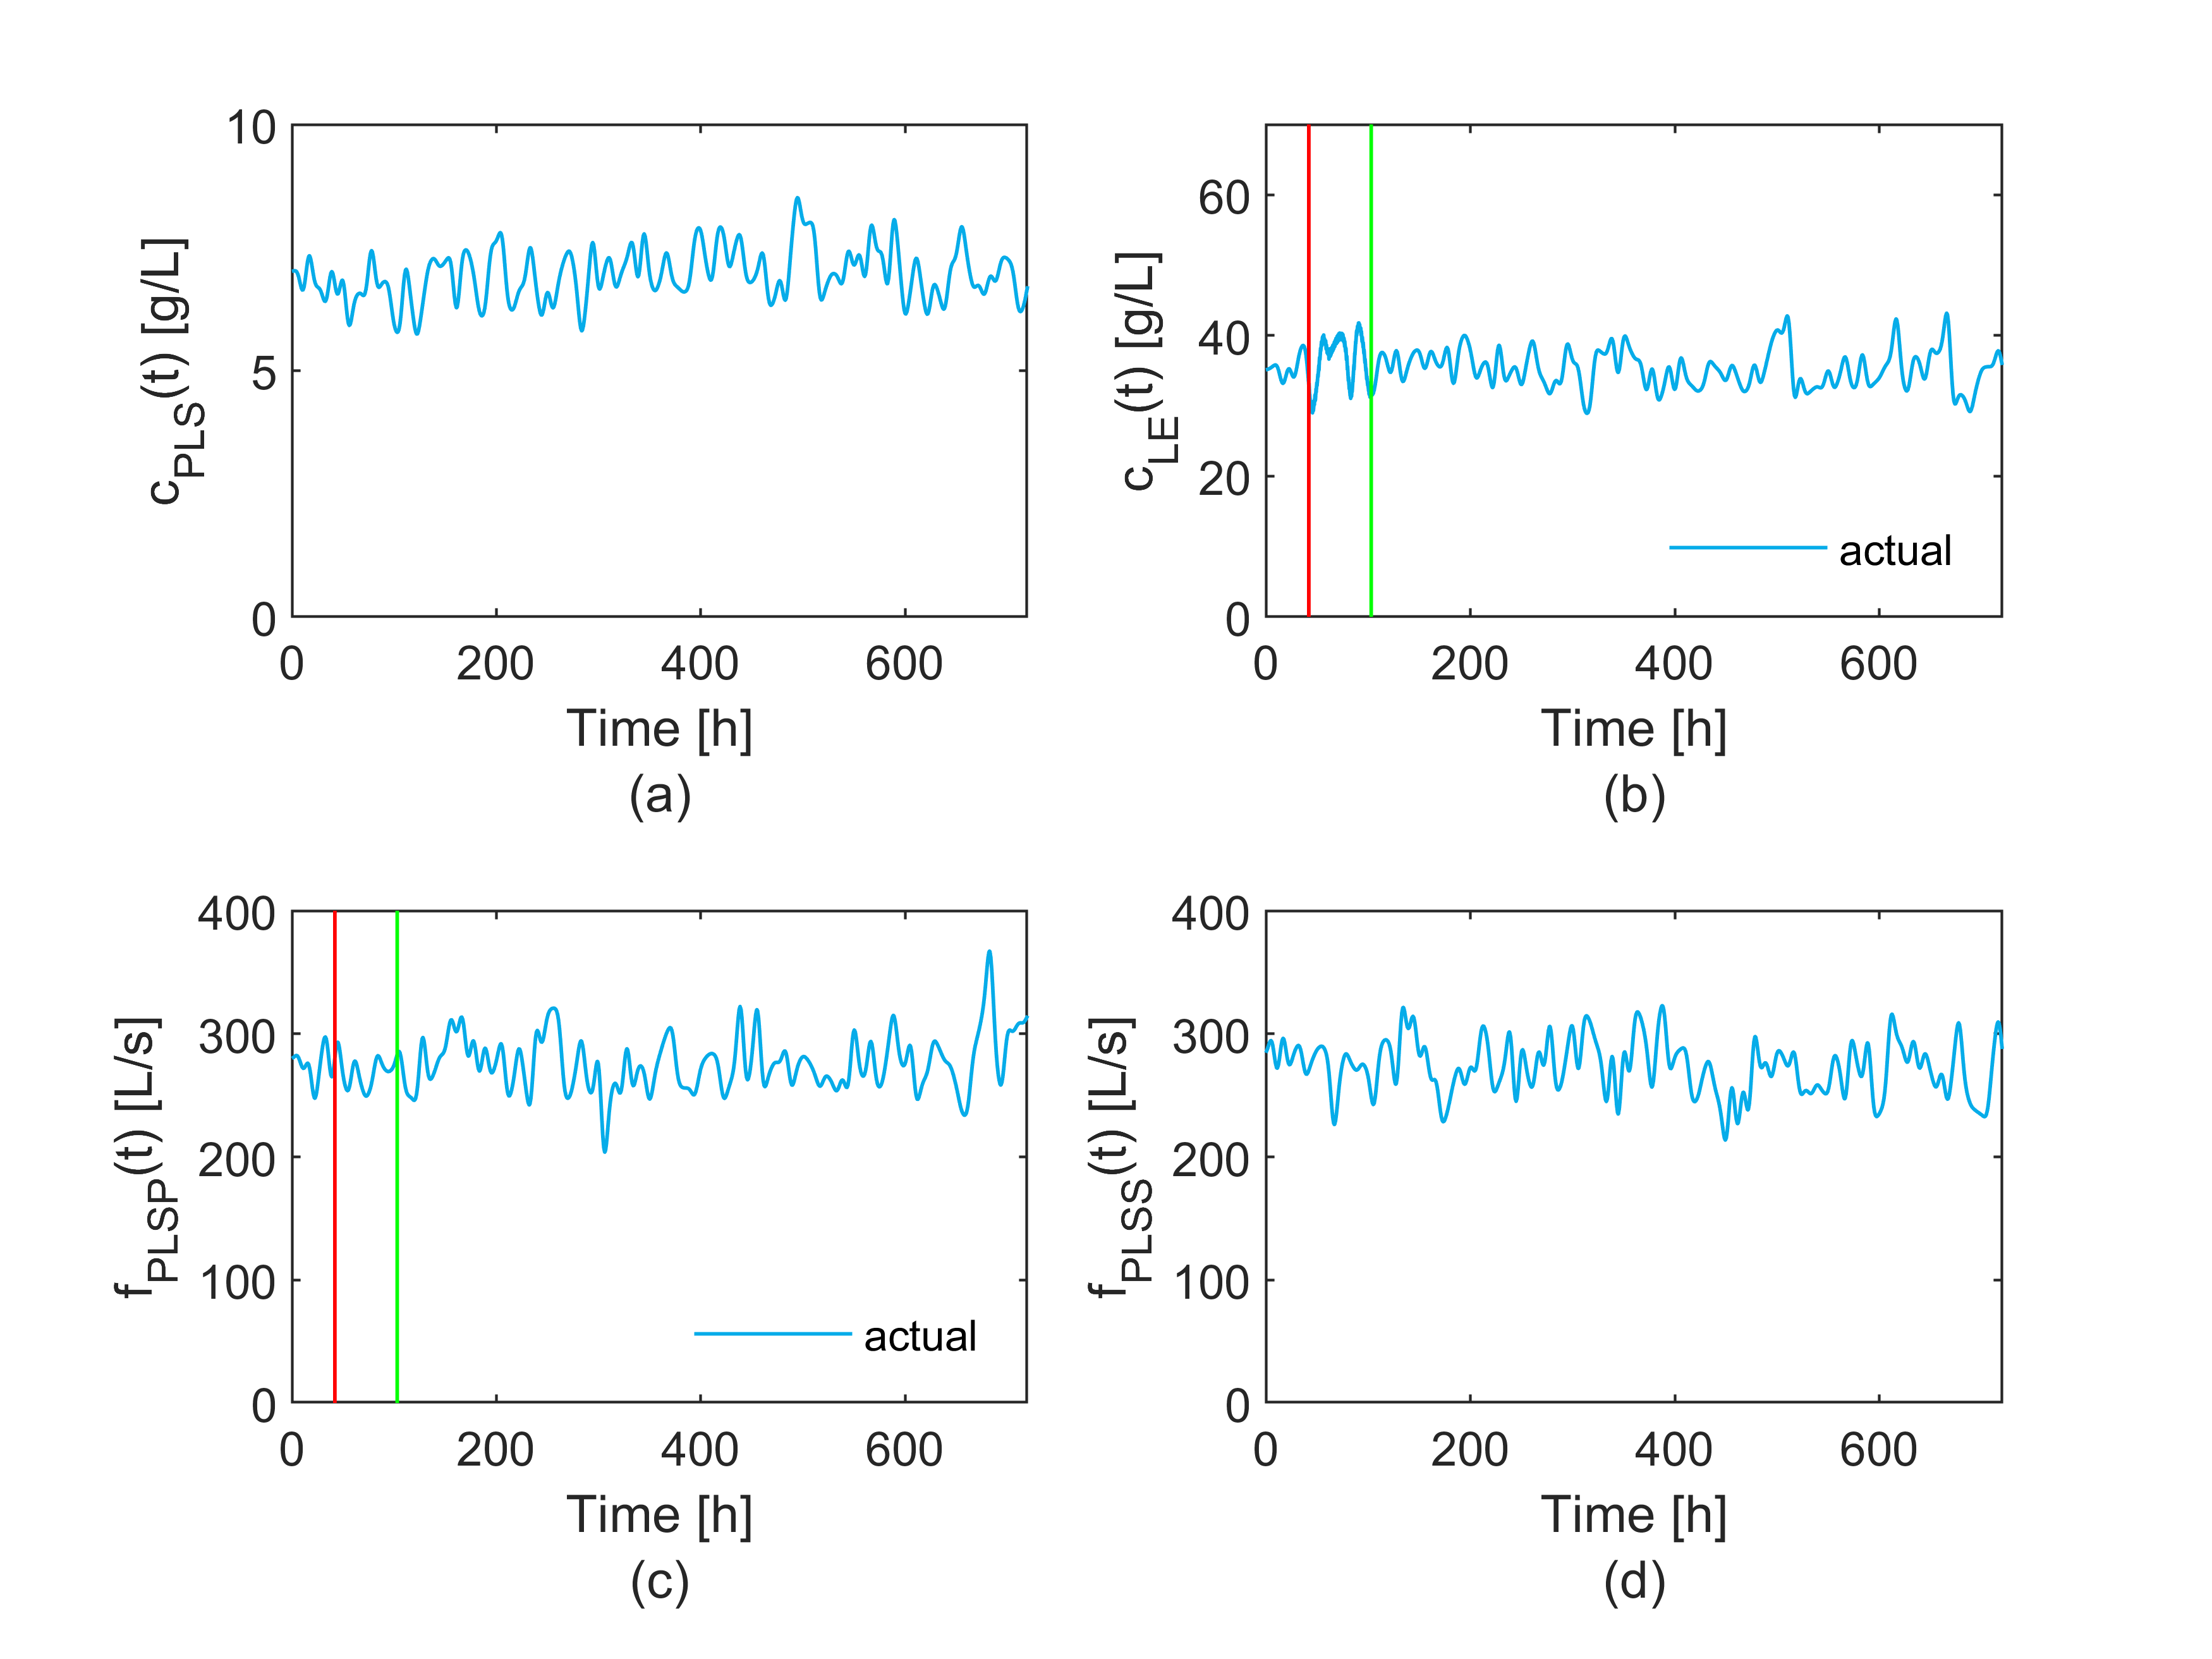 10
5
0
0 200 400 600
Time [h]
(a)
c_PLS(t) [g/L]
60
40
20
0
0 200 400 600
Time [h]
(b)
c_LE(t) [g/L]
actual
400
300
200
100
0
0 200 400 600
Time [h]
(c)
f_PLSP(t) [L/s]
actual
400
300
200
100
0
0 200 400 600
Time [h]
(d)
f_PLSS(t) [L/s]